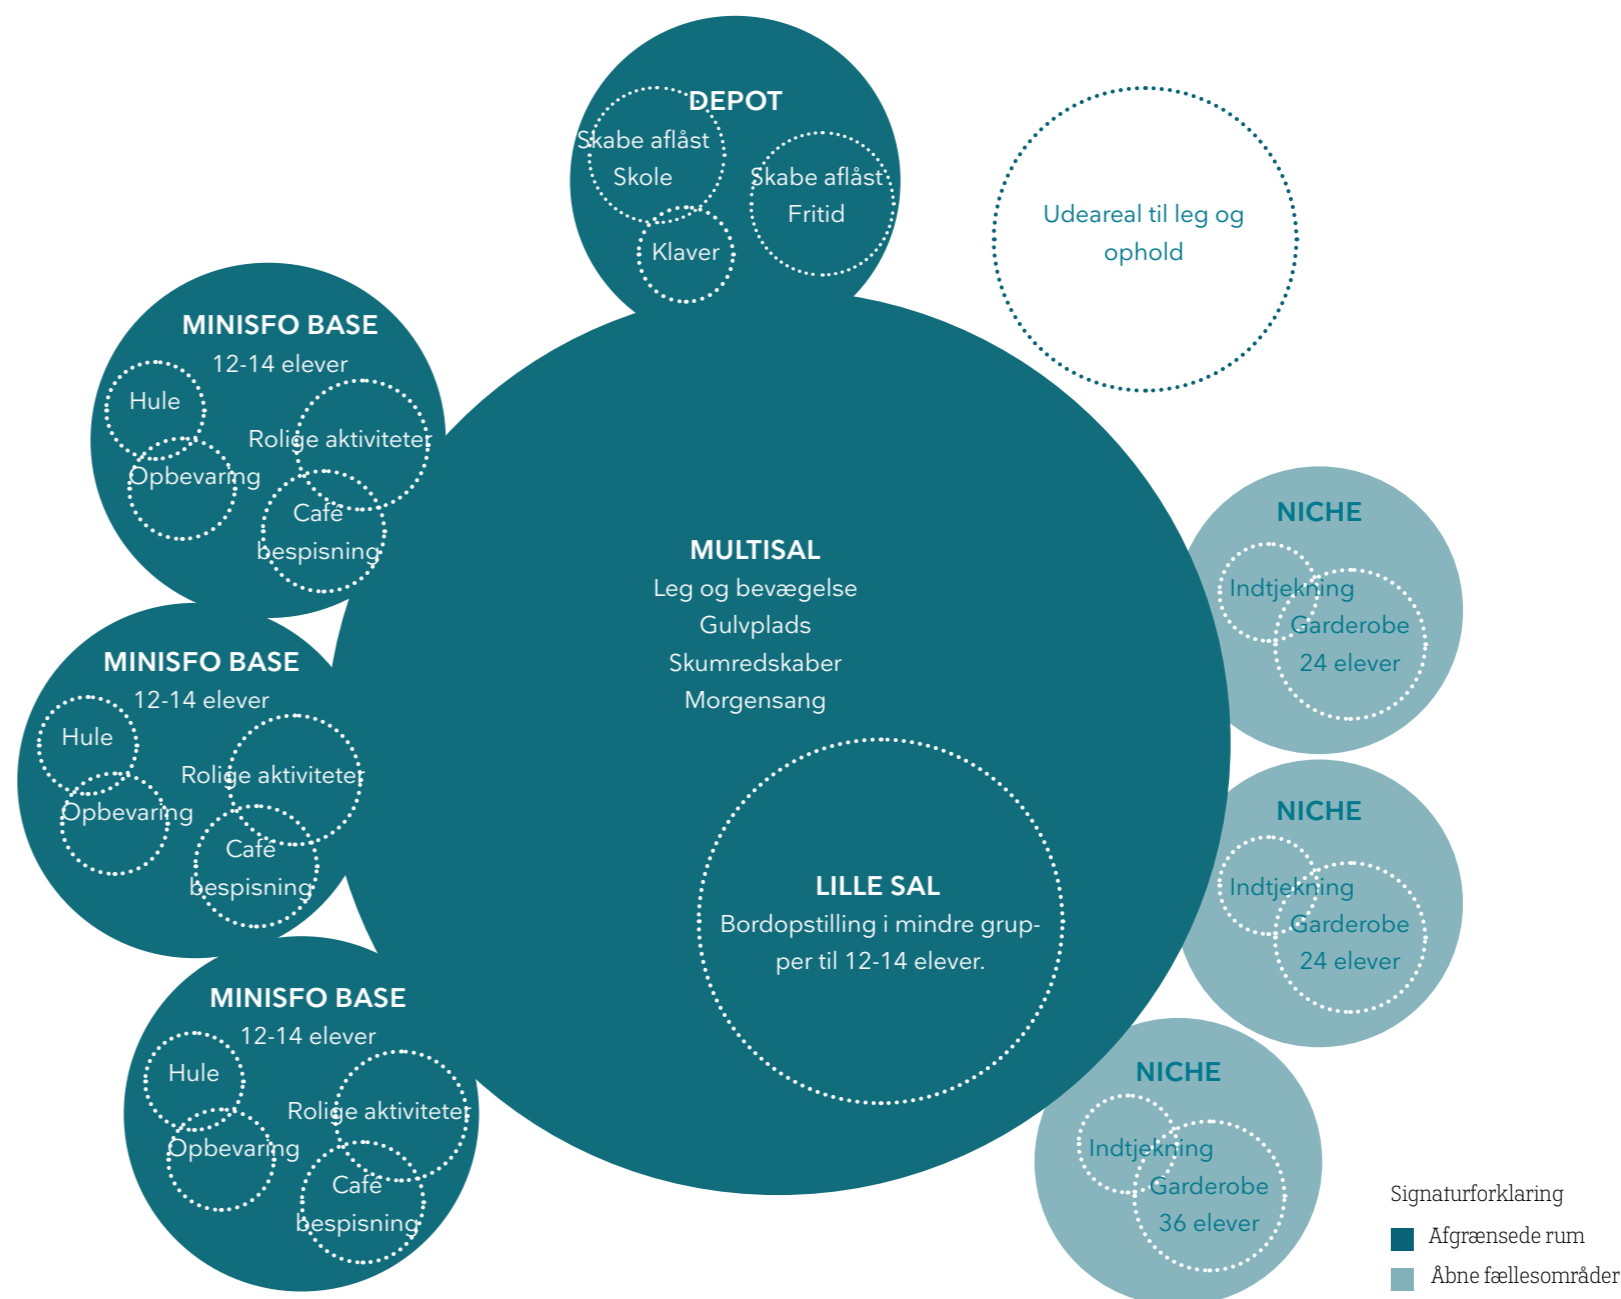 DEPOT
Skabe aflåst
Skole
Skabe aflåst
Fritid
Klaver
Udeareal til leg og
ophold
MINISFO BASE
12-14 elever
Hule
Rolige aktiviteter
Opbevaring
Café
bespisning
MINISFO BASE
12-14 elever
Hule
Rolige aktiviteter
Opbevaring
Café
bespisning
MINISFO BASE
12-14 elever
Hule
Rolige aktiviteter
Opbevaring
Café
bespisning
MULTISAL
Leg og bevægelse
Gulvplads
Skumredskaber
Morgensang
LILLE SAL
Bordopstilling i mindre grup-
per til 12-14 elever.
NICHE
Indtjekning
Garderobe
24 elever
NICHE
Indtjekning
Garderobe
24 elever
NICHE
Indtjekning
Garderobe
36 elever
Signaturforklaring
Afgrænsede rum
Åbne fællesområder